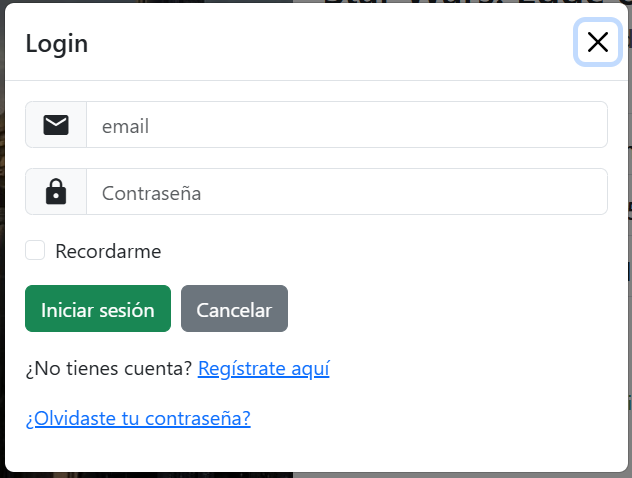 Login
email
Contraseña
Recordarme
Iniciar sesión Cancelar
¿No tienes cuenta? Regístrate aquí
¿Olvidaste tu contraseña?